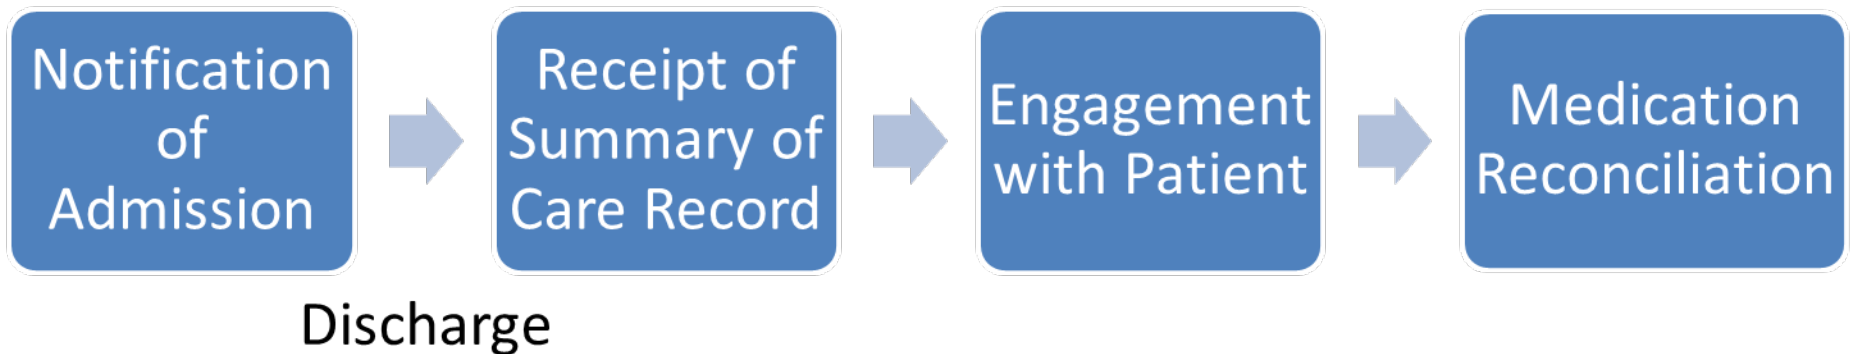 Notification
of
Admission
Receipt of
Summary of
Care Record
Engagement
with Patient
Medication
Reconciliation
Discharge